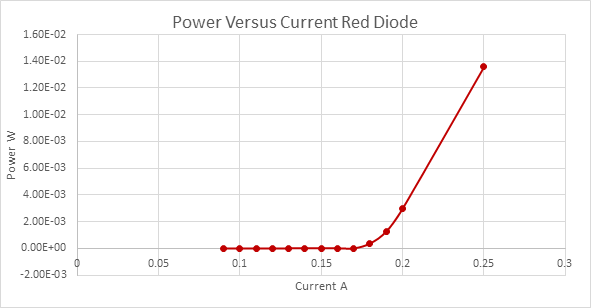 Power Versus Current Red Diode
1.60E-02
1.40E-02
1.20E-02
1.00E-02
8.00E-03
6.00E-03
4.00E-03
2.00E-03
0.00E+00
-2.00E-03
Power W
0 0.05 0.1 0.15 0.2 0.25 0.3
Current A